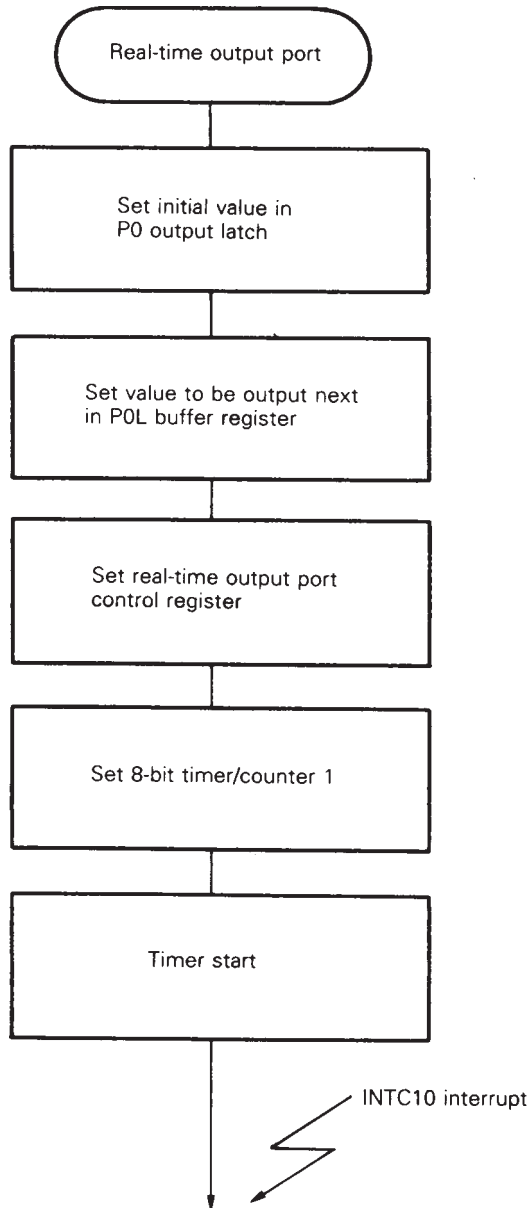 Real-time output port
Set initial value in
P0 output latch
Set value to be output next
in P0L buffer register
Set real-time output port
control register
Set 8-bit timer/counter 1
Timer start
INTC10 interrupt